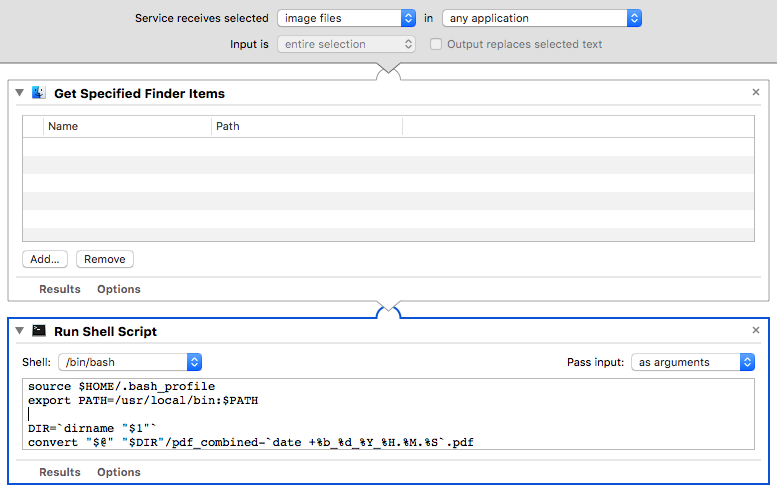 Service receives selected image files in any application
Input is entire selection Output replaces selected text
Get Specified Finder Items
Name Path
Add... Remove
Results Options
Run Shell Script
Shell: /bin/bash Pass input: as arguments
source $HOME/.bash_profile
export PATH=/usr/local/bin:$PATH
DIR=`dirname "$1"`
convert "$@" "$DIR"/pdf_combined-`date +%b_%d_%Y_%H.%M.%S`.pdf
Results Options